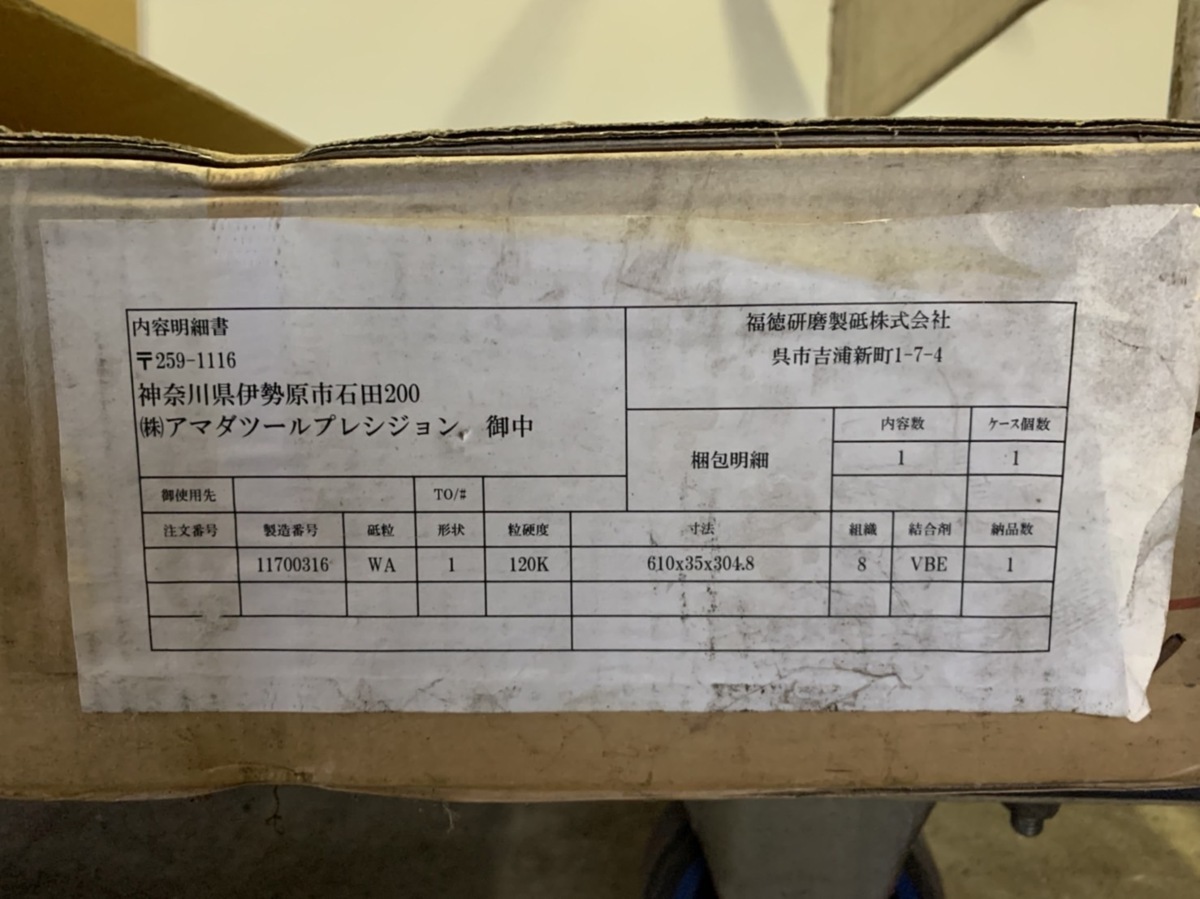 内容明細書
〒259-1116
神奈川県伊勢原市石田200
㈱アマダツールプレシジョン 御中
福徳研磨製砥株式会社
呉市吉浦新町1-7-4
梱包明細
内容数 ケース個数
1 1
御使用先 TO/#
注文番号 製造番号 砥粒 形状 粒硬度 寸法 組織 結合剤 納品数
11700316 WA 1 120K 610x35x304.8 8 VBE 1